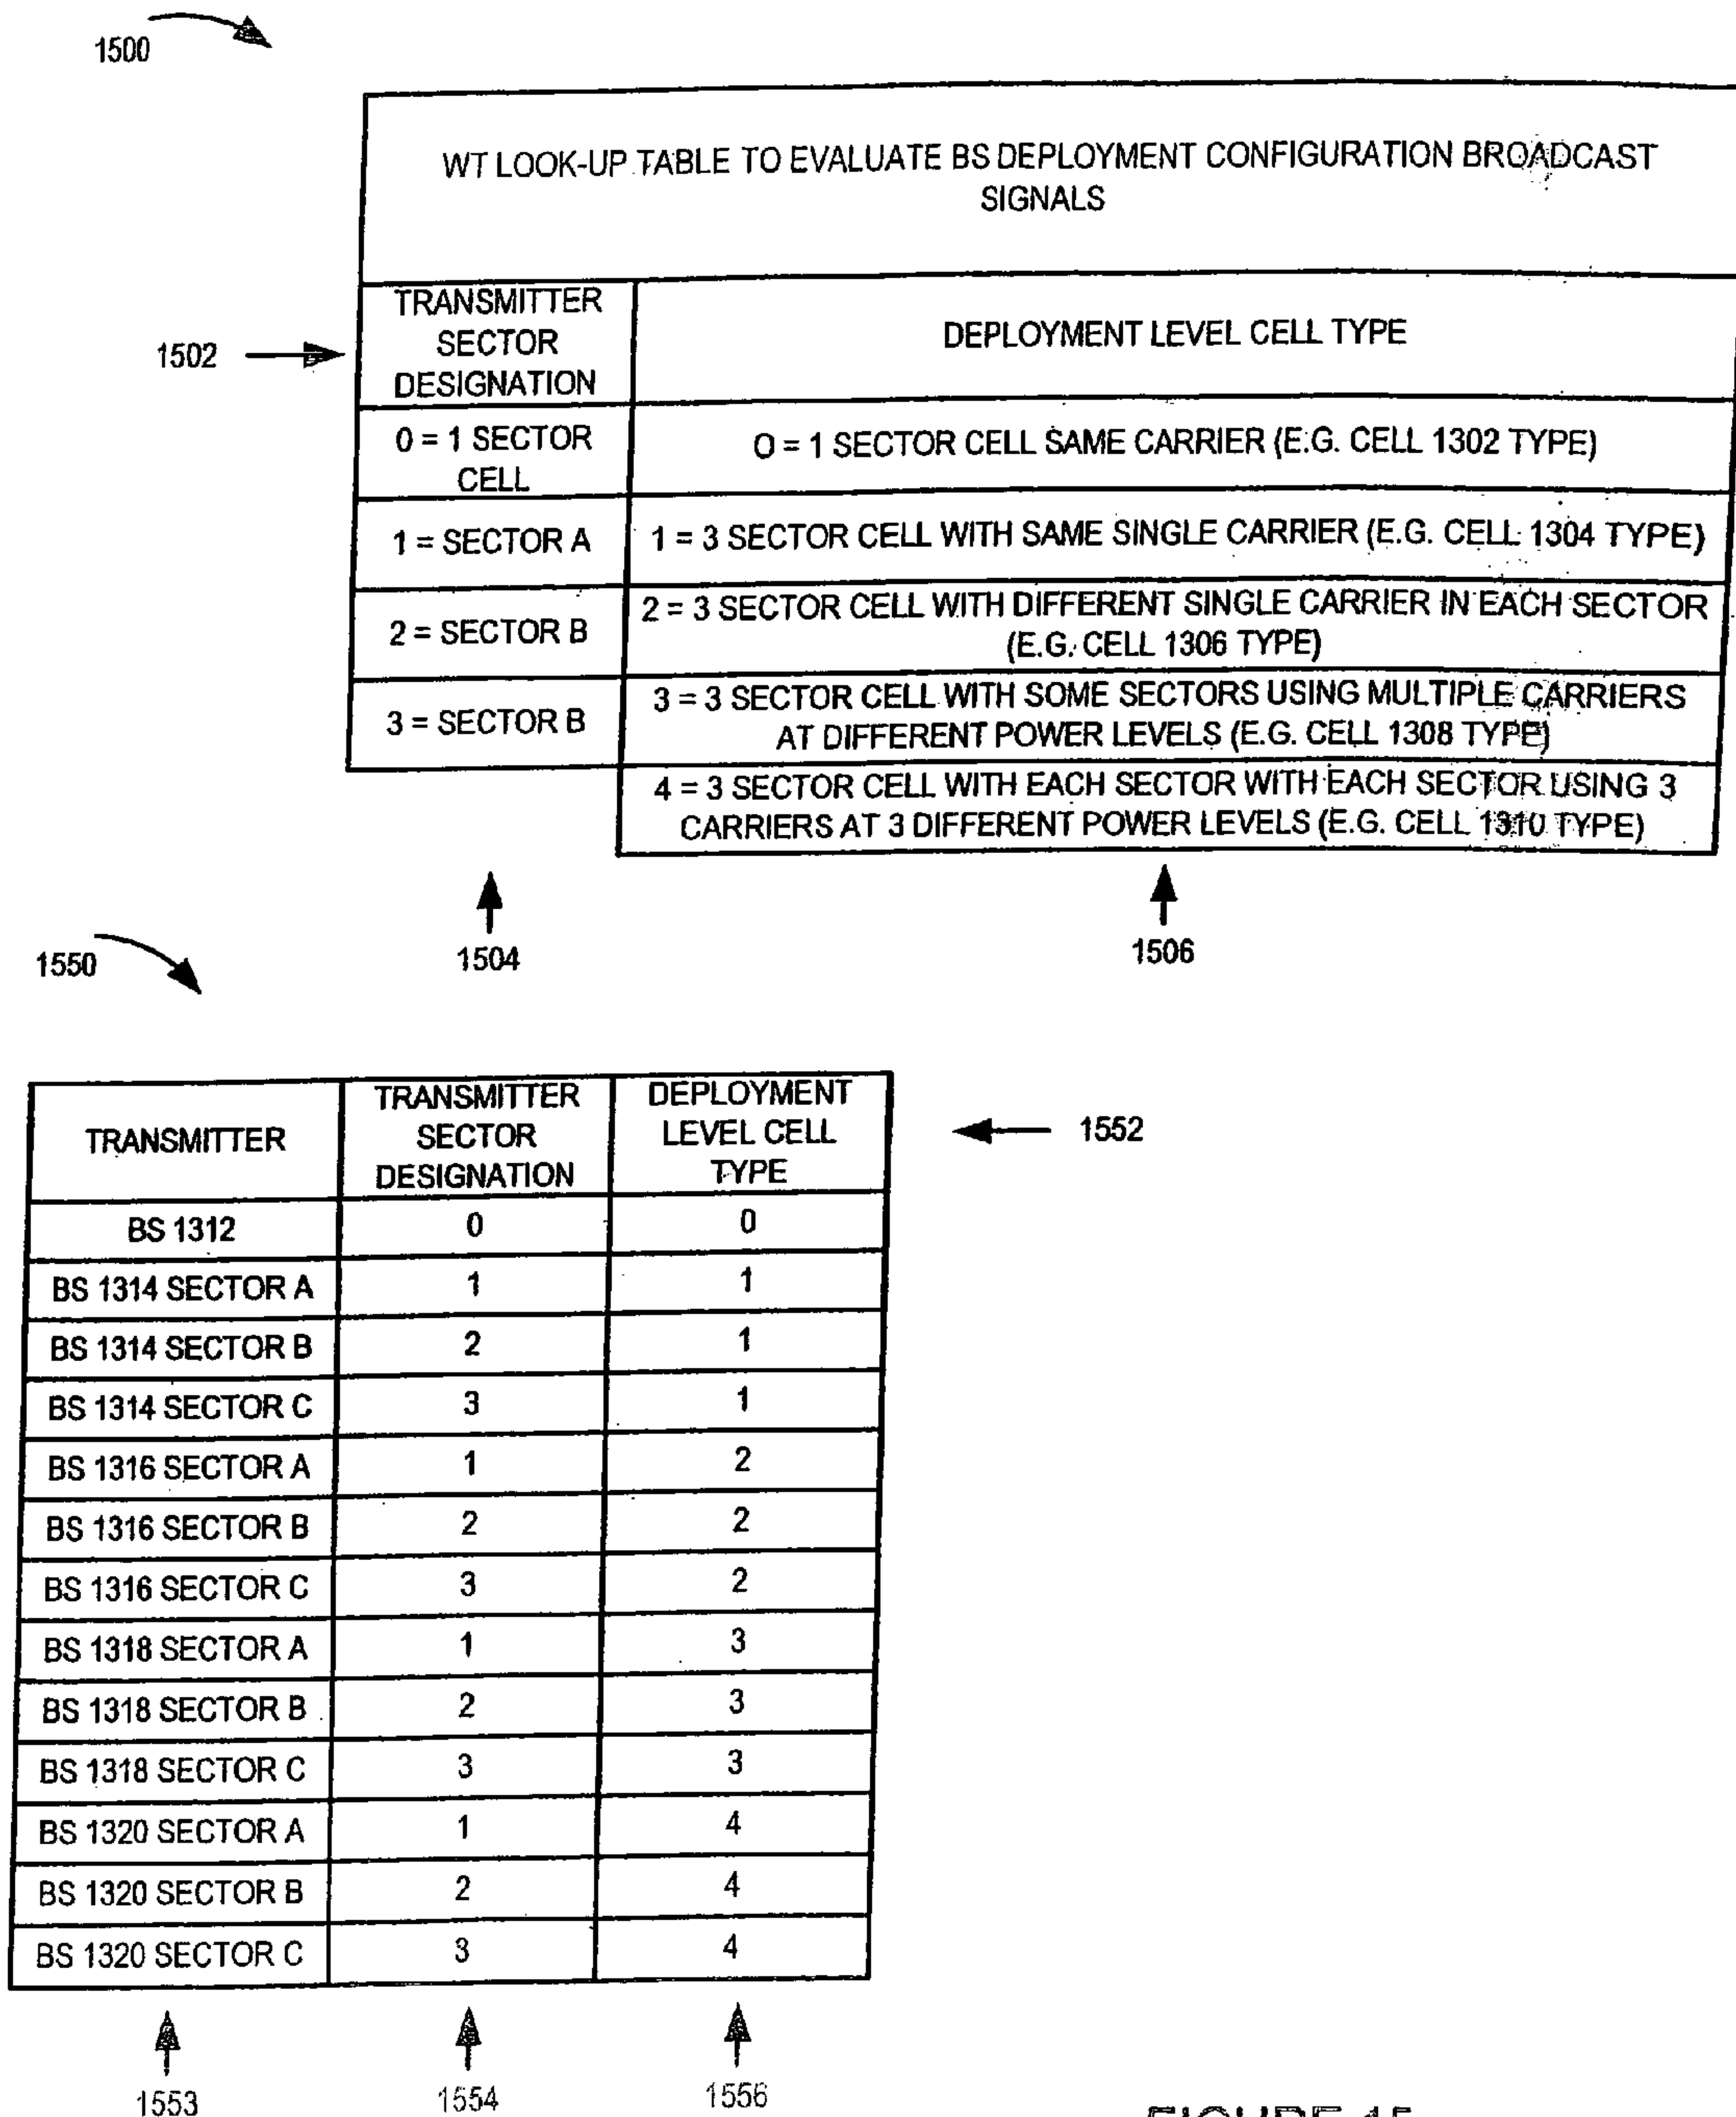 1500
WT LOOK-UP TABLE TO EVALUATE BS DEPLOYMENT CONFIGURATION BROADCAST
SIGNALS
1502
TRANSMITTER
SECTOR
DESIGNATION
DEPLOYMENT LEVEL CELL TYPE
0 = 1 SECTOR
CELL
0 = 1 SECTOR CELL SAME CARRIER (E.G. CELL 1302 TYPE)
1 = SECTOR A
1 = 3 SECTOR CELL WITH SAME SINGLE CARRIER (E.G. CELL 1304 TYPE)
2 = SECTOR B
2 = 3 SECTOR CELL WITH DIFFERENT SINGLE CARRIER IN EACH SECTOR
(E.G. CELL 1306 TYPE)
3 = SECTOR B
3 = 3 SECTOR CELL WITH SOME SECTORS USING MULTIPLE CARRIERS
AT DIFFERENT POWER LEVELS (E.G. CELL 1308 TYPE)
4 = 3 SECTOR CELL WITH EACH SECTOR WITH EACH SECTOR USING 3
CARRIERS AT 3 DIFFERENT POWER LEVELS (E.G. CELL 1310 TYPE)
1504
1506
1550
TRANSMITTER
TRANSMITTER
SECTOR
DESIGNATION
DEPLOYMENT
LEVEL CELL
TYPE
1552
BS 1312 0 0
BS 1314 SECTOR A 1 1
BS 1314 SECTOR B 2 1
BS 1314 SECTOR C 3 1
BS 1316 SECTOR A 1 2
BS 1316 SECTOR B 2 2
BS 1316 SECTOR C 3 2
BS 1318 SECTOR A 1 3
BS 1318 SECTOR B 2 3
BS 1318 SECTOR C 3 3
BS 1320 SECTOR A 1 4
BS 1320 SECTOR B 2 4
BS 1320 SECTOR C 3 4
1553
1554
1556
FIGURE 15